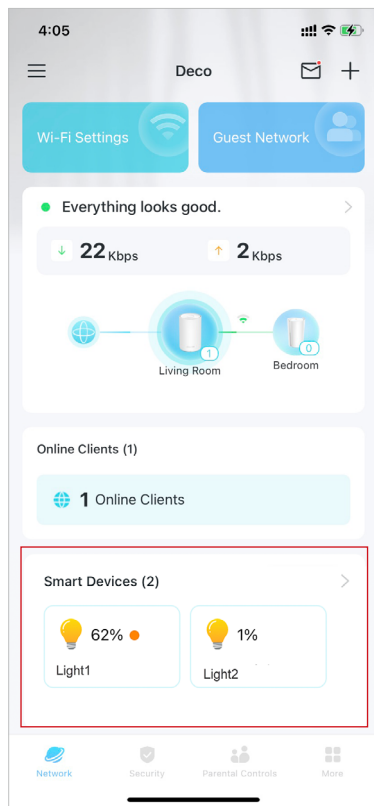 4:05
Deco
Wi-Fi Settings
Guest Network
Everything looks good.
22 Kbps
2 Kbps
1
0
Living Room
Bedroom
Online Clients (1)
1 Online Clients
Smart Devices (2)
62%
1%
Light1
Light2
Network
Security
Parental Controls
More